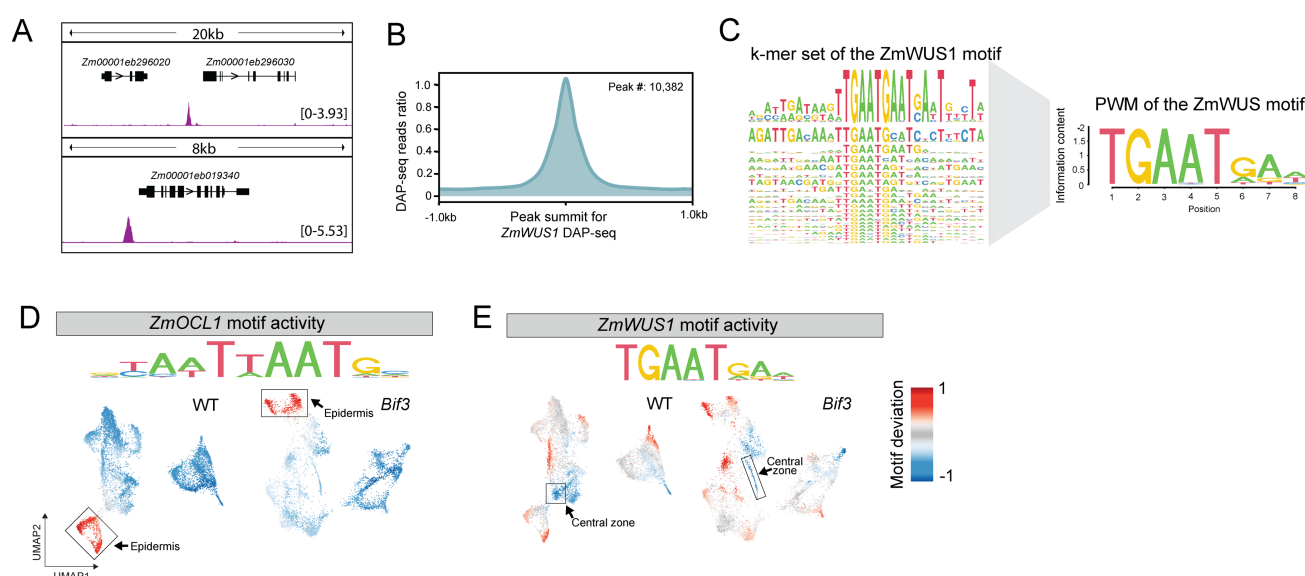 A
20kb
Zm00001eb296020
Zm00001eb296030
[0-3.93]
8kb
Zm00001eb019340
[0-5.53]
B
Peak #: 10,382
DAP-seq reads ratio
1.0
0.8
0.6
0.4
0.2
0
-1.0kb
Peak summit for
ZmWUS1 DAP-seq
1.0kb
C
k-mer set of the ZmWUS1 motif
PWM of the ZmWUS motif
Information content
-2
1.5
1
0.5
0
TGAATGAA
1 2 3 4 5 6 7 8
Position
D
ZmOCL1 motif activity
WT
Bif3
Epidermis
Epidermis
UMAP2
UMAP1
E
ZmWUS1 motif activity
TGAATGAA
WT
Bif3
Central
zone
Central zone
Motif deviation
1
-1